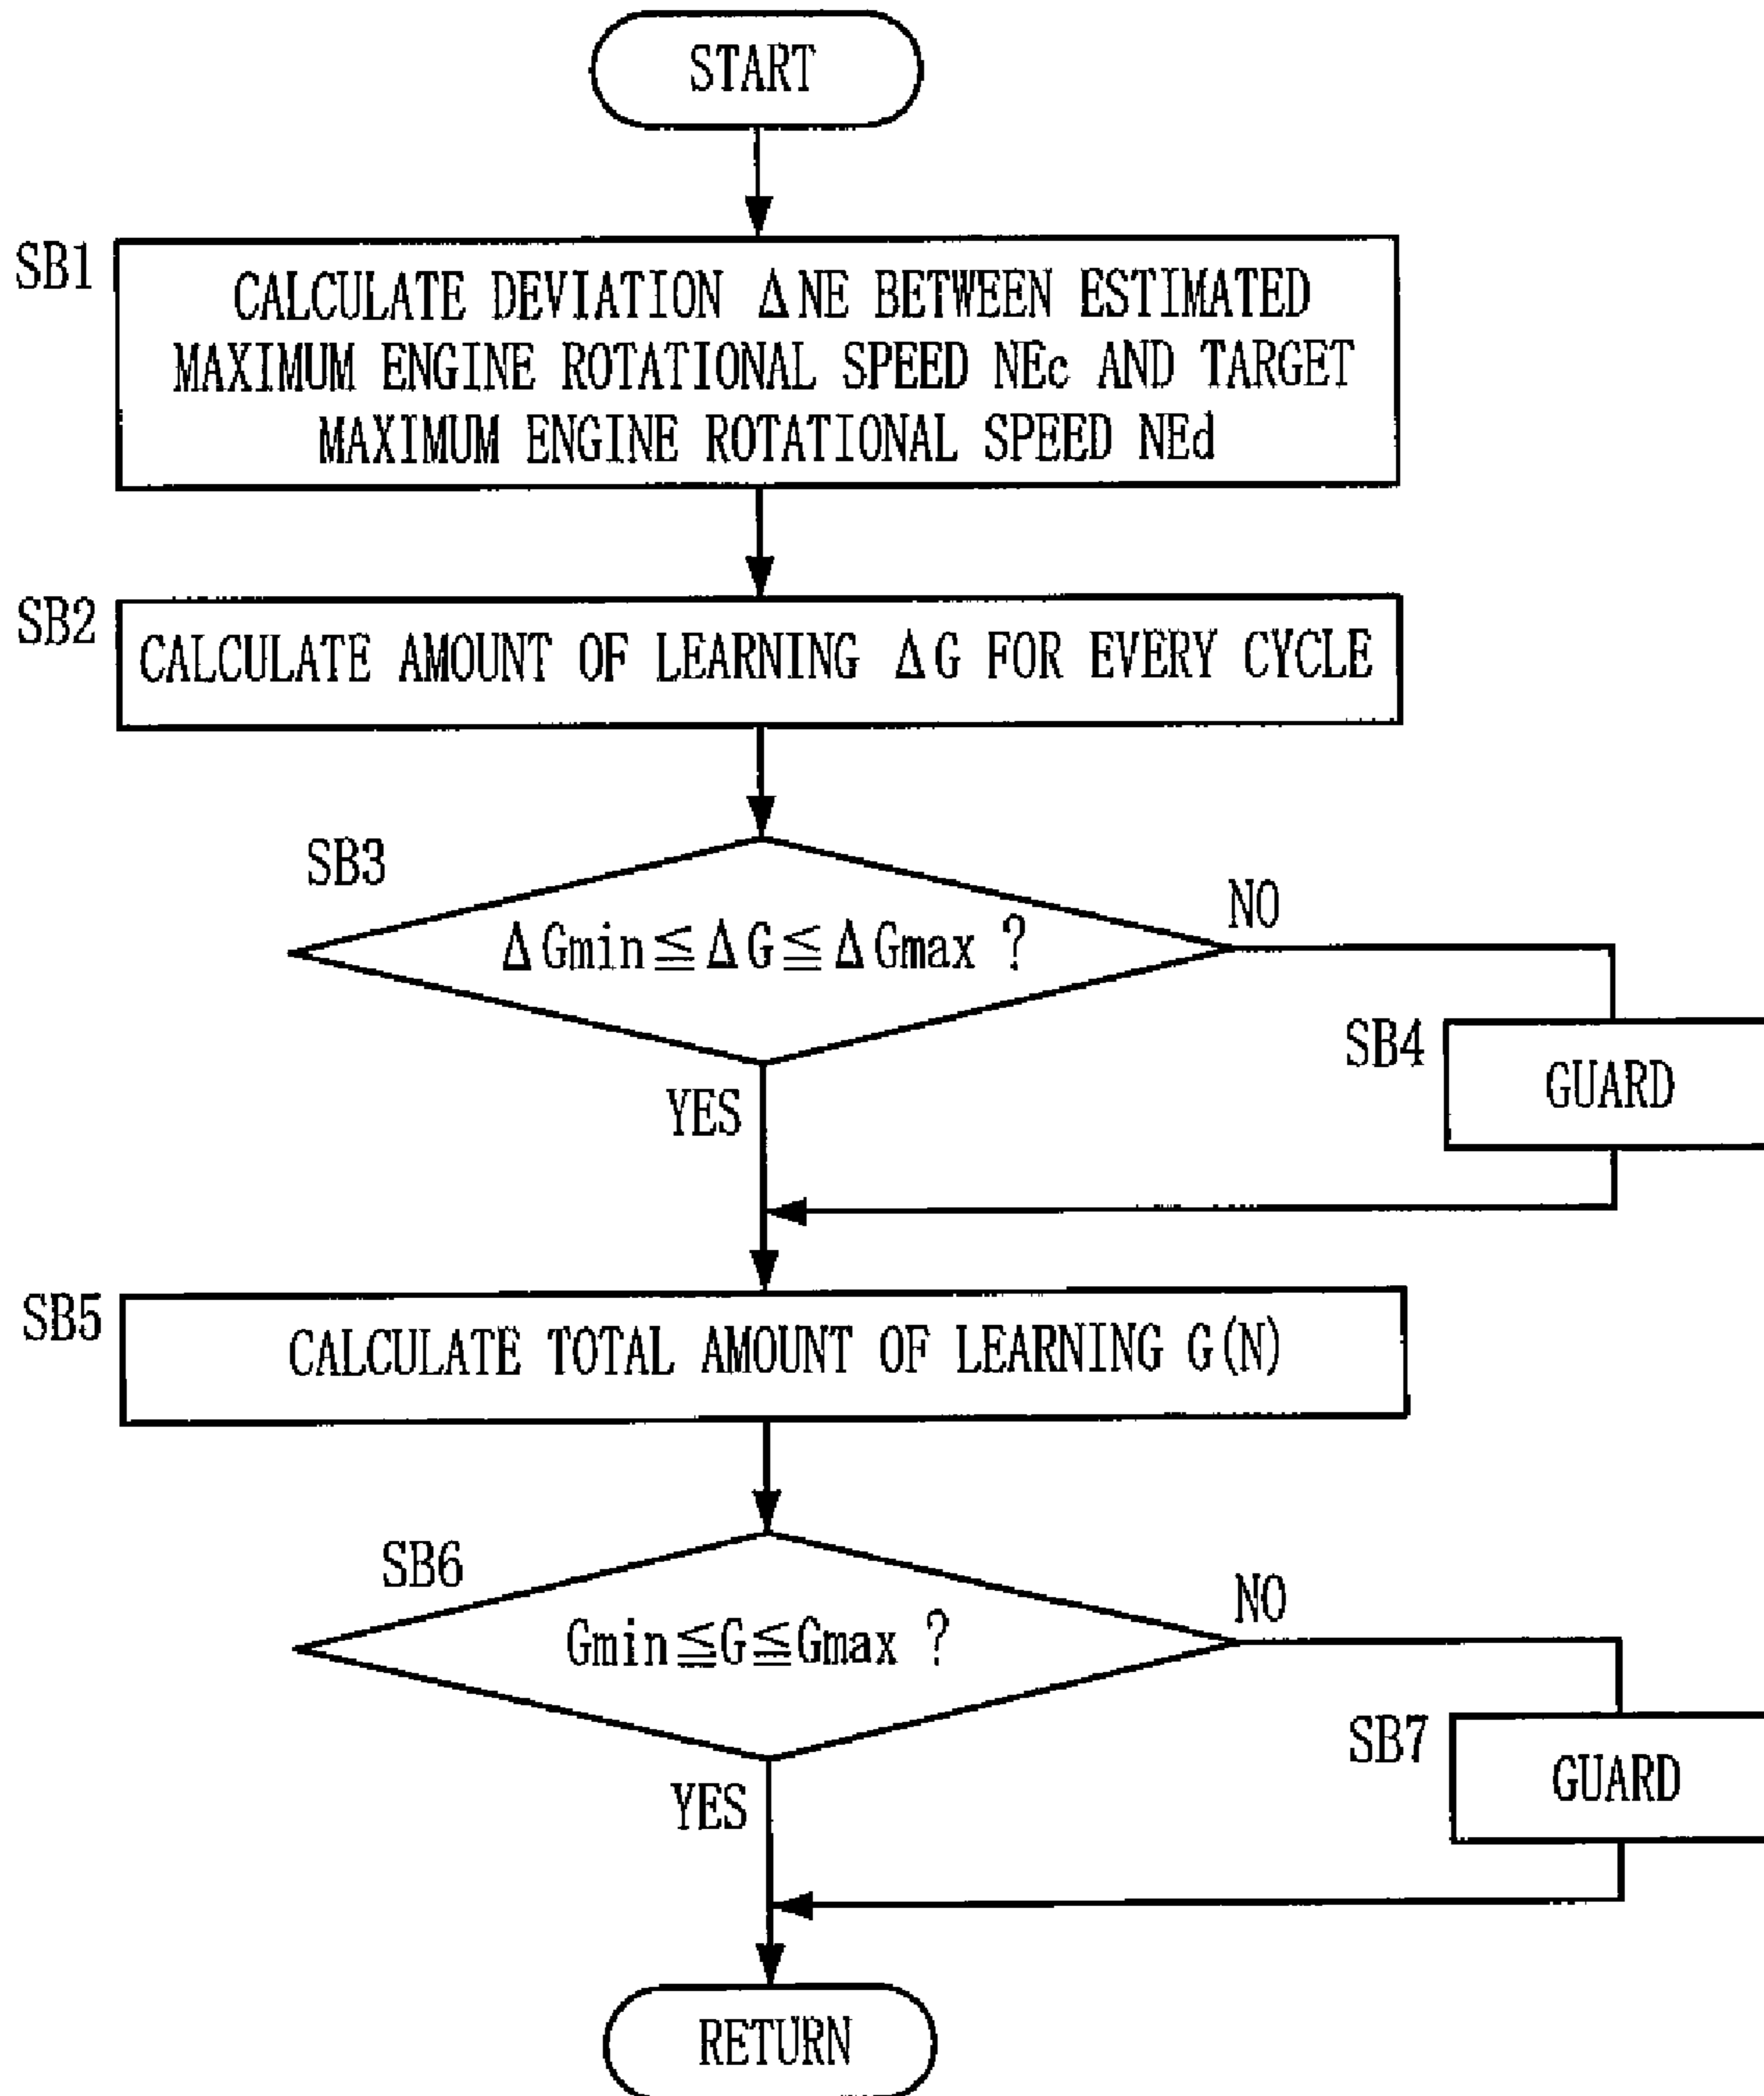 START
SB1
CALCULATE DEVIATION ΔNE BETWEEN ESTIMATED
MAXIMUM ENGINE ROTATIONAL SPEED NEc AND TARGET
MAXIMUM ENGINE ROTATIONAL SPEED NEd
SB2
CALCULATE AMOUNT OF LEARNING ΔG FOR EVERY CYCLE
SB3
ΔGmin≦ΔG≦ΔGmax ?
NO
SB4
GUARD
YES
SB5
CALCULATE TOTAL AMOUNT OF LEARNING G(N)
SB6
Gmin≦G≦Gmax ?
NO
SB7
GUARD
YES
RETURN